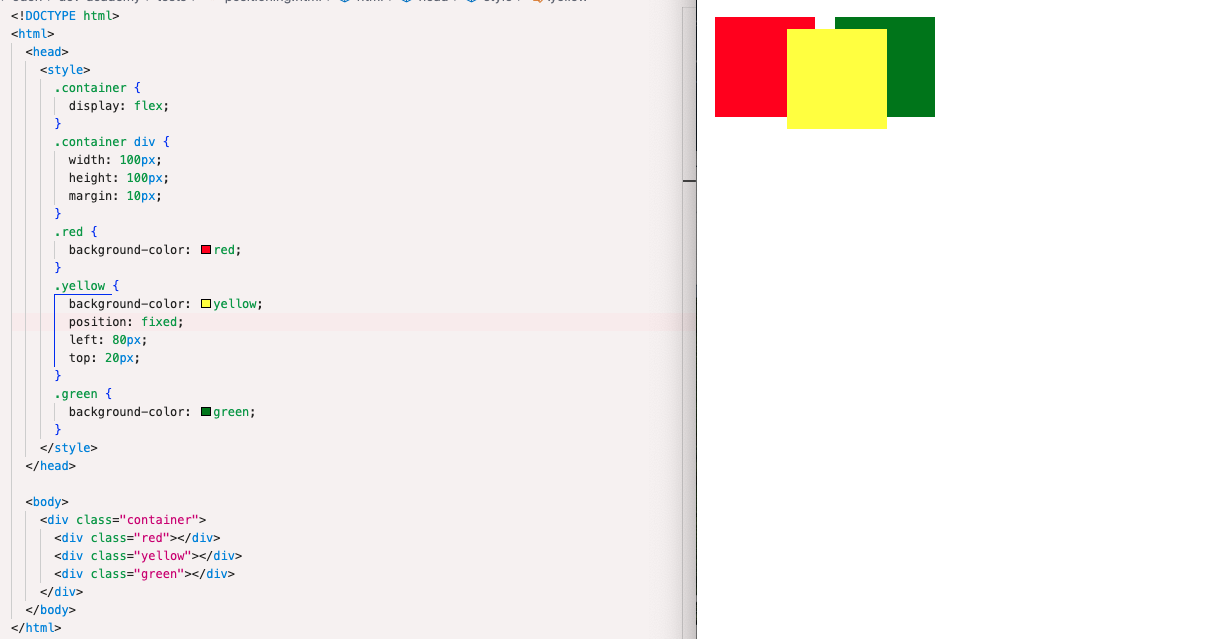 <!DOCTYPE html>
<html>
<head>
<style>
.container {
display: flex;
}
.container div {
width: 100px;
height: 100px;
margin: 10px;
}
.red {
background-color: red;
}
.yellow {
background-color: yellow;
position: fixed;
left: 80px;
top: 20px;
}
.green {
background-color: green;
}
</style>
</head>
<body>
<div class="container">
<div class="red"></div>
<div class="yellow"></div>
<div class="green"></div>
</div>
</body>
</html>